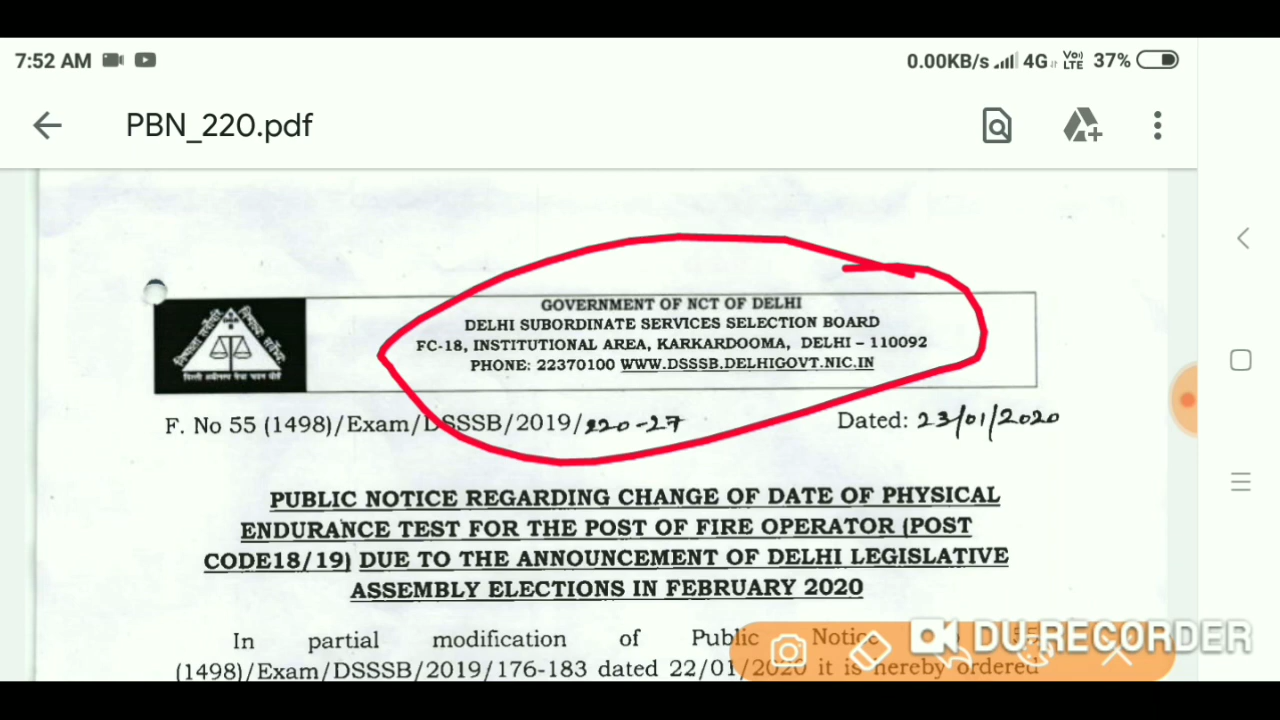 7:52 AM
0.00KB/s 4G Vo) LTE 37%
PBN_220.pdf
GOVERNMENT OF NCT OF DELHI
DELHI SUBORDINATE SERVICES SELECTION BOARD
FC-18, INSTITUTIONAL AREA, KARKARDOOMA, DELHI – 110092
PHONE: 22370100 WWW.DSSSB.DELHIGOVT.NIC.IN
F. No 55 (1498)/Exam/DSSSB/2019/220-27 Dated: 23/01/2020
PUBLIC NOTICE REGARDING CHANGE OF DATE OF PHYSICAL
ENDURANCE TEST FOR THE POST OF FIRE OPERATOR (POST
CODE18/19) DUE TO THE ANNOUNCEMENT OF DELHI LEGISLATIVE
ASSEMBLY ELECTIONS IN FEBRUARY 2020
In partial modification of Public Notice
(1498)/Exam/DSSSB/2019/176-183 dated 22/01/2020 it is hereby ordered
DU RECORDER